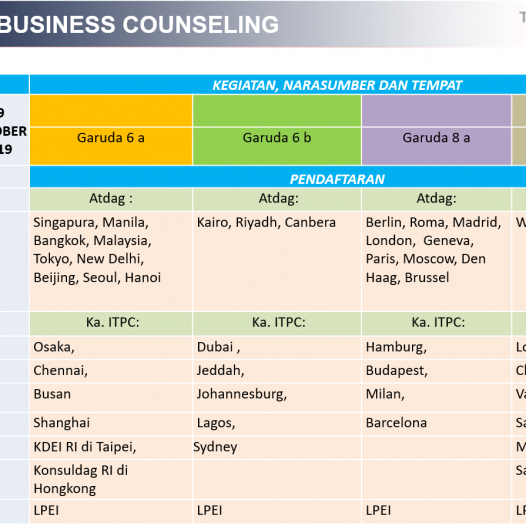 BUSINESS COUNSELING
T
KEGIATAN, NARASUMBER DAN TEMPAT
9
OBER
19
Garuda 6 a
Garuda 6 b
Garuda 8 a
PENDAFTARAN
Atdag :
Atdag:
Atdag:
Singapura, Manila,
Bangkok, Malaysia,
Tokyo, New Delhi,
Beijing, Seoul, Hanoi
Kairo, Riyadh, Canbera
Berlin, Roma, Madrid,
London, Geneva,
Paris, Moscow, Den
Haag, Brussel
W
Ka. ITPC:
Ka. ITPC:
Ka. ITPC:
Osaka,
Dubai ,
Hamburg,
Lo
Chennai,
Jeddah,
Budapest,
Busan
Johannesburg,
Milan,
Va
Shanghai
Lagos,
Barcelona
Sa
KDEI RI di Taipei,
Sydney
M
Konsuldag RI di
Hongkong
Sa
LPEI
LPEI
LPEI